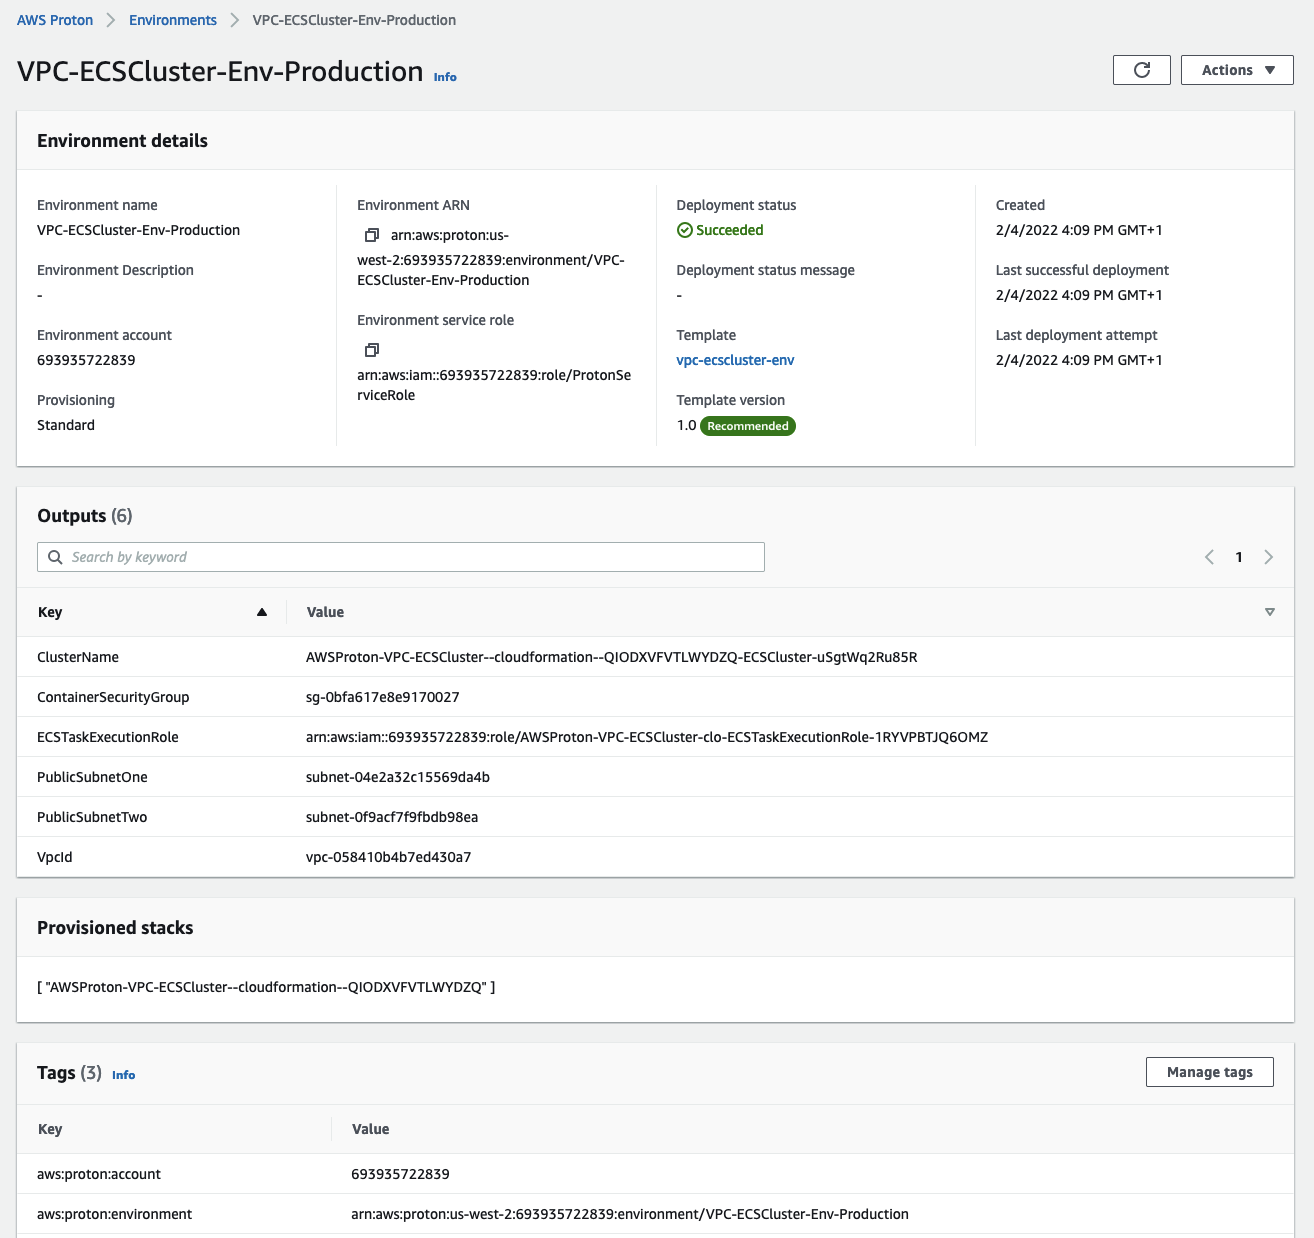 AWS Proton > Environments > VPC-ECSCluster-Env-Production
VPC-ECSCluster-Env-Production Info
Actions
Environment details
Environment name
VPC-ECSCluster-Env-Production
Environment Description
-
Environment account
693935722839
Provisioning
Standard
Environment ARN
arn:aws:proton:us-
west-2:693935722839:environment/VPC-
ECSCluster-Env-Production
Environment service role
arn:aws:iam::693935722839:role/ProtonSe
rviceRole
Deployment status
Succeeded
Deployment status message
-
Template
vpc-ecscluster-env
Template version
1.0 Recommended
Created
2/4/2022 4:09 PM GMT+1
Last successful deployment
2/4/2022 4:09 PM GMT+1
Last deployment attempt
2/4/2022 4:09 PM GMT+1
Outputs (6)
Search by keyword
1
Key Value
ClusterName AWSProton-VPC-ECSCluster--cloudformation--QIODXVFVTLWYDZQ-ECSCluster-uSgtWq2Ru85R
ContainerSecurityGroup sg-0bfa617e8e9170027
ECSTaskExecutionRole arn:aws:iam::693935722839:role/AWSProton-VPC-ECSCluster-clo-ECSTaskExecutionRole-1RYVPBTJQ6OMZ
PublicSubnetOne subnet-04e2a32c15569da4b
PublicSubnetTwo subnet-0f9acf7f9fbdb98ea
VpcId vpc-058410b4b7ed430a7
Provisioned stacks
[ "AWSProton-VPC-ECSCluster--cloudformation--QIODXVFVTLWYDZQ" ]
Tags (3) Info
Manage tags
Key Value
aws:proton:account 693935722839
aws:proton:environment arn:aws:proton:us-west-2:693935722839:environment/VPC-ECSCluster-Env-Production